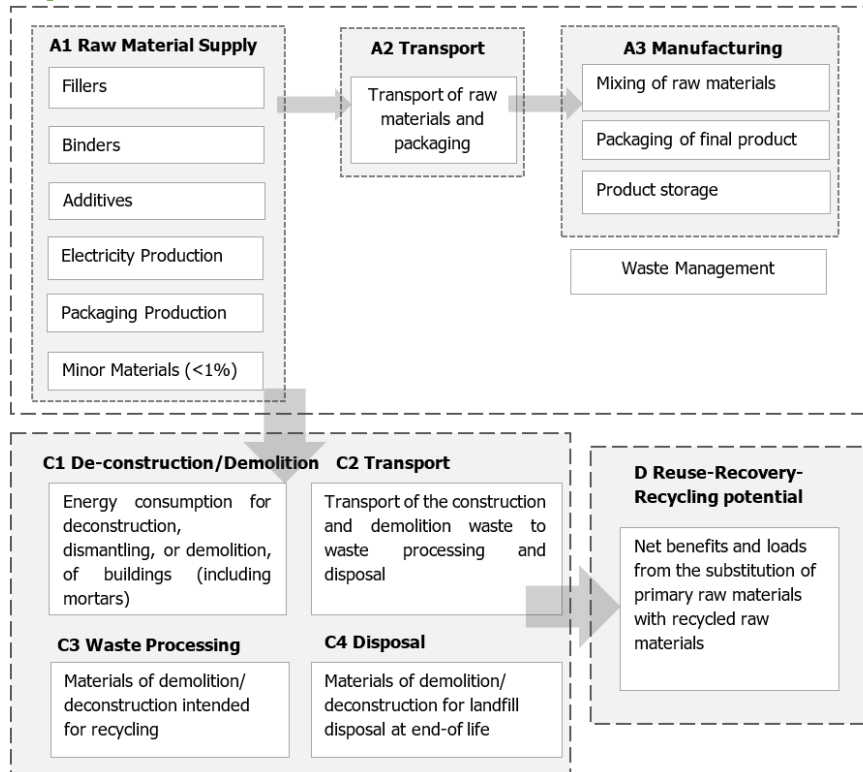 A1 Raw Material Supply
Fillers
Binders
Additives
Electricity Production
Packaging Production
Minor Materials (<1%)
A2 Transport
Transport of raw
materials and
packaging
A3 Manufacturing
Mixing of raw materials
Packaging of final product
Product storage
Waste Management
C1 De-construction/Demolition
Energy consumption for
deconstruction,
dismantling, or demolition,
of buildings (including
mortars)
C2 Transport
Transport of the construction
and demolition waste to
waste processing and
disposal
C3 Waste Processing
Materials of demolition/
deconstruction intended
for recycling
C4 Disposal
Materials of demolition/
deconstruction for landfill
disposal at end-of life
D Reuse-Recovery-
Recycling potential
Net benefits and loads
from the substitution of
primary raw materials
with recycled raw
materials